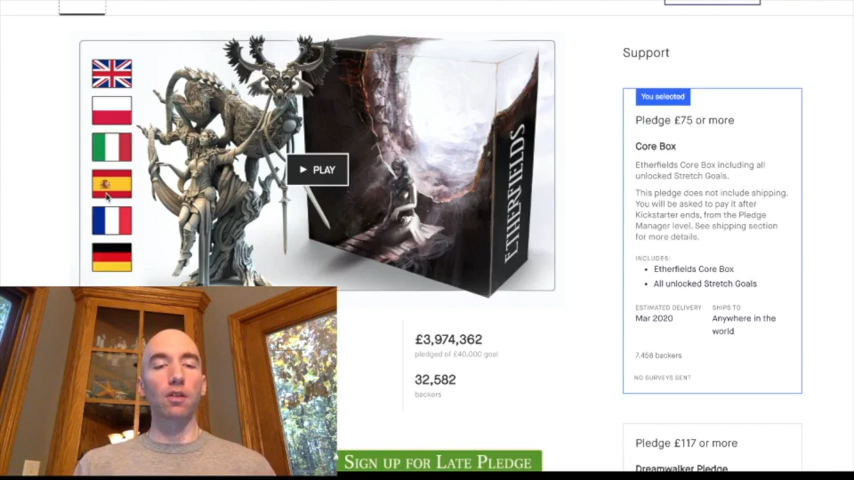 PLAY
ETHERFIELDS
£3,974,362
pledged of £40,000 goal
32,582
backers
SIGN UP FOR LATE PLEDGE
Support
You selected
Pledge £75 or more
Core Box
Etherfields Core Box including all
unlocked Stretch Goals.
This pledge does not include shipping.
You will be asked to pay it after
Kickstarter ends, from the Pledge
Manager level. See shipping section
for more details.
INCLUDES:
• Etherfields Core Box
• All unlocked Stretch Goals
ESTIMATED DELIVERY
Mar 2020
SHIPS TO
Anywhere in the
world
7,458 backers
NO SURVEYS SENT
Pledge £117 or more
Dreamwalker Pledge